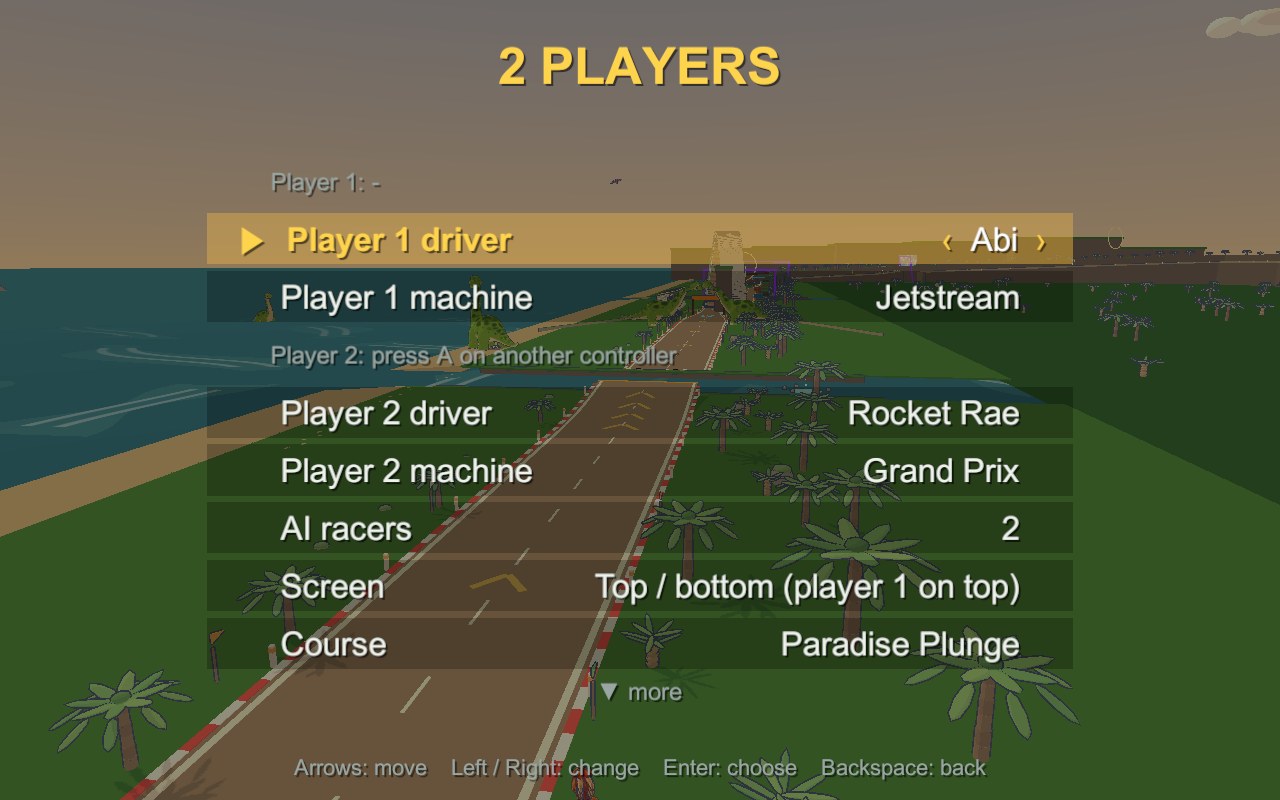 2 PLAYERS
Player 1: -
▶ Player 1 driver ‹ Abi ›
Player 1 machine Jetstream
Player 2: press A on another controller
Player 2 driver Rocket Rae
Player 2 machine Grand Prix
AI racers 2
Screen Top / bottom (player 1 on top)
Course Paradise Plunge
▼ more
Arrows: move Left / Right: change Enter: choose Backspace: back